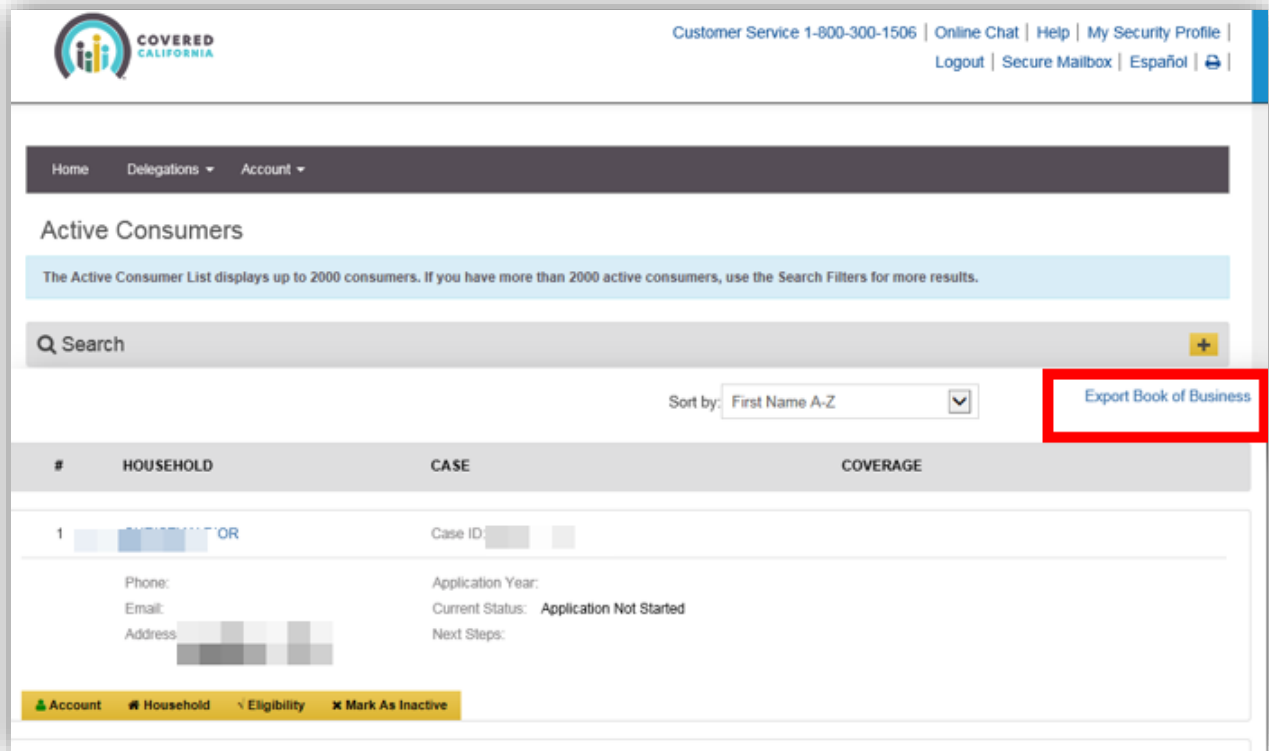 COVERED
CALIFORNIA
Customer Service 1-800-300-1506 | Online Chat | Help | My Security Profile |
Logout | Secure Mailbox | Español | |
Home Delegations Account
Active Consumers
The Active Consumer List displays up to 2000 consumers. If you have more than 2000 active consumers, use the Search Filters for more results.
Search +
Sort by: First Name A-Z Export Book of Business
# HOUSEHOLD CASE COVERAGE
1 Case ID:
Phone: Application Year:
Email: Current Status: Application Not Started
Address Next Steps:
Account Household Eligibility Mark As Inactive